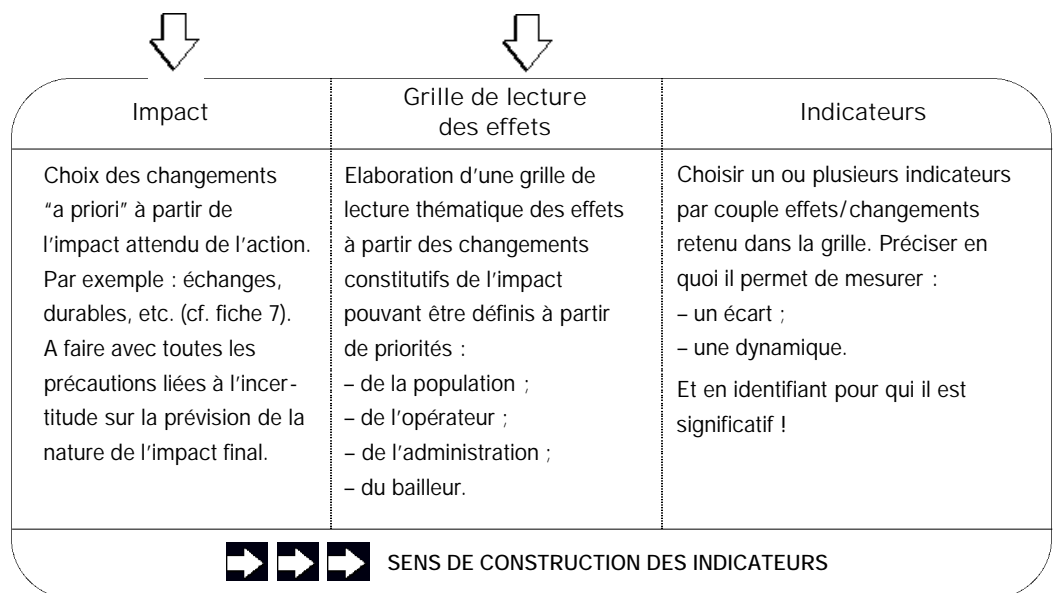 Impact
Choix des changements
“a priori” à partir de
l’impact attendu de l’action.
Par exemple : échanges,
durables, etc. (cf. fiche 7).
A faire avec toutes les
précautions liées à l’incer-
titude sur la prévision de la
nature de l’impact final.
Grille de lecture
des effets
Elaboration d’une grille de
lecture thématique des effets
à partir des changements
constitutifs de l’impact
pouvant être définis à partir
de priorités :
– de la population ;
– de l’opérateur ;
– de l’administration ;
– du bailleur.
Indicateurs
Choisir un ou plusieurs indicateurs
par couple effets/changements
retenu dans la grille. Préciser en
quoi il permet de mesurer :
– un écart ;
– une dynamique.
Et en identifiant pour qui il est
significatif !
SENS DE CONSTRUCTION DES INDICATEURS